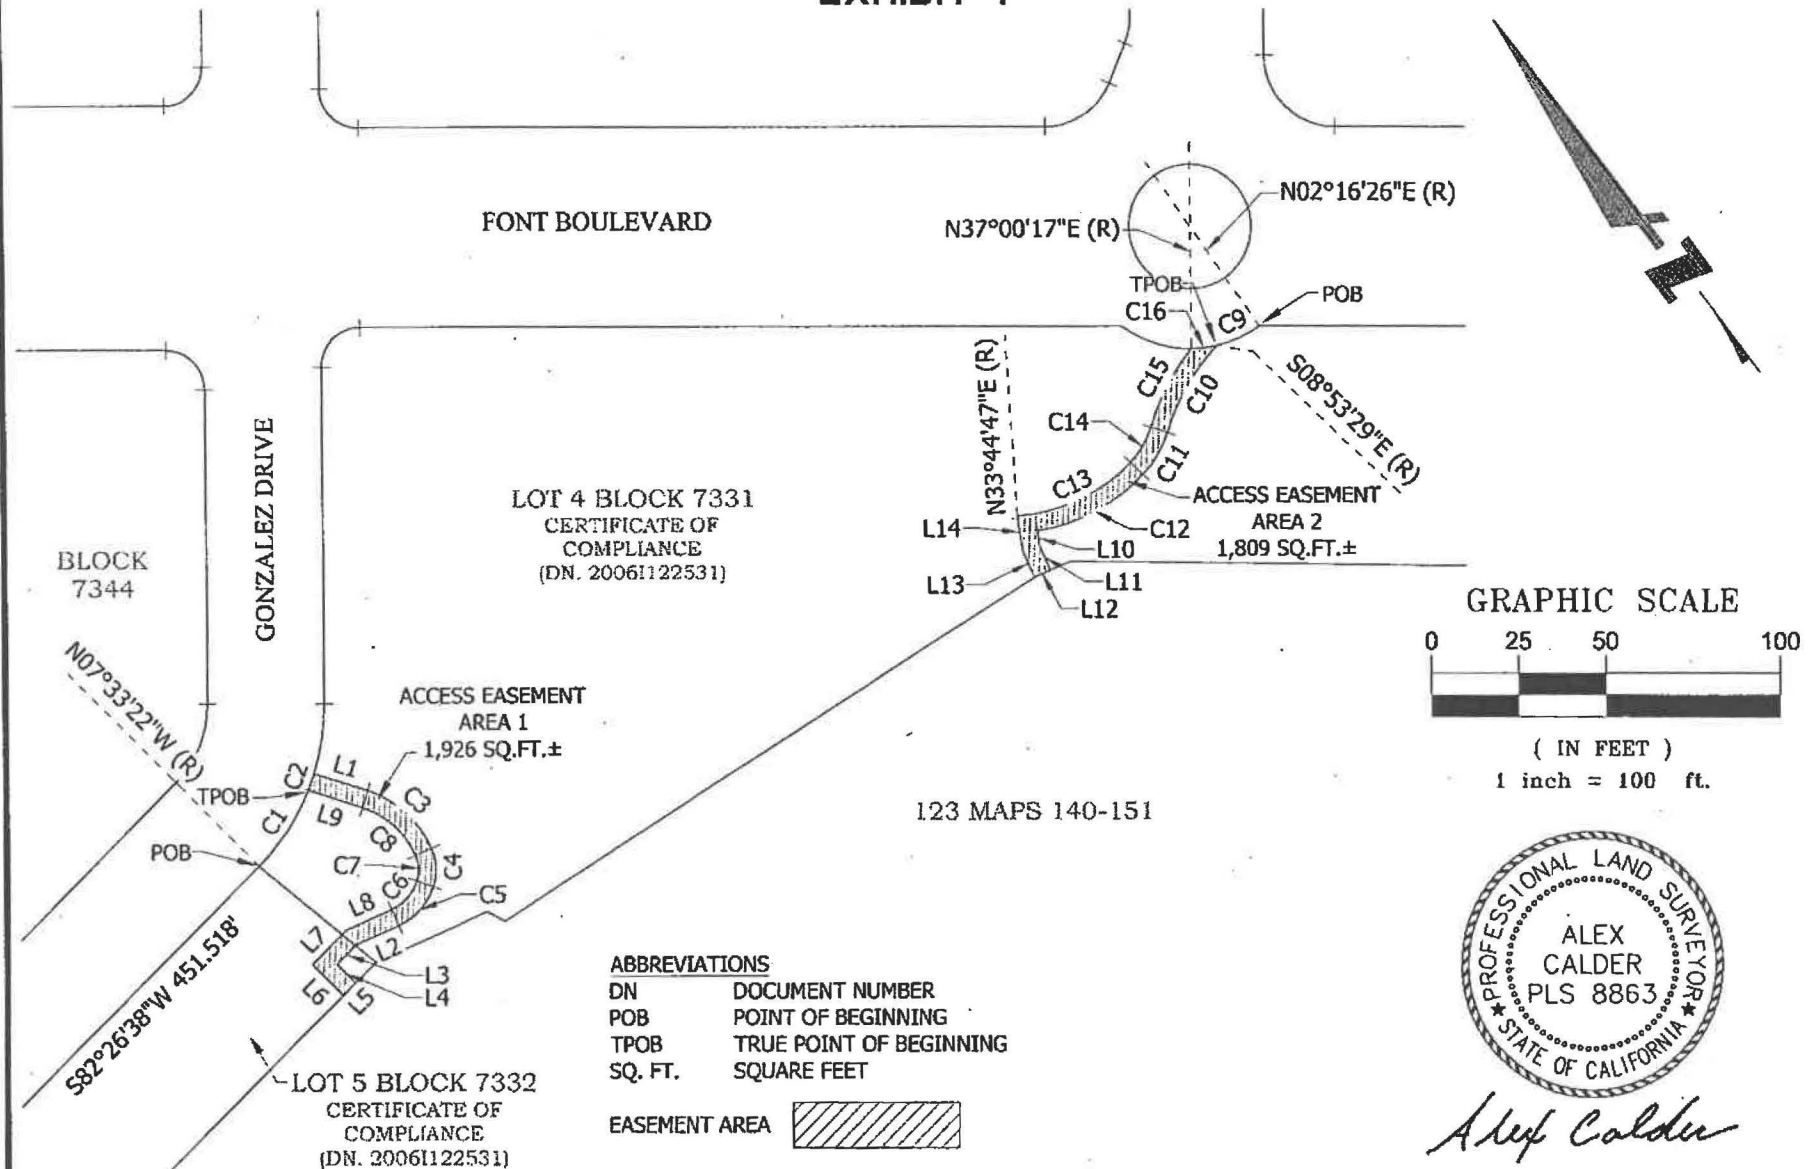 FONT BOULEVARD
N37°00'17"E (R)
N02°16'26"E (R)
TPOB
POB
C16
C9
C15
C10
S08°53'29"E (R)
N33°44'47"E (R)
C14
C11
C13
ACCESS EASEMENT
AREA 2
1,809 SQ.FT.±
C12
L14
L10
L13
L11
L12
GONZALEZ DRIVE
LOT 4 BLOCK 7331
CERTIFICATE OF
COMPLIANCE
(DN. 2006I122531)
BLOCK
7344
GRAPHIC SCALE
0 25 50 100
( IN FEET )
1 inch = 100 ft.
N07°33'22"W (R)
ACCESS EASEMENT
AREA 1
1,926 SQ.FT.±
C2
L1
TPOB
L9
C3
C1
C8
POB
C7
C4
C6
C5
L8
L7
L2
L3
L4
L6
L5
123 MAPS 140-151
S82°26'38"W 451.518'
LOT 5 BLOCK 7332
CERTIFICATE OF
COMPLIANCE
(DN. 2006I122531)
ABBREVIATIONS
DN DOCUMENT NUMBER
POB POINT OF BEGINNING
TPOB TRUE POINT OF BEGINNING
SQ. FT. SQUARE FEET
EASEMENT AREA
PROFESSIONAL LAND SURVEYOR
ALEX
CALDER
PLS 8863
STATE OF CALIFORNIA
Alex Calder